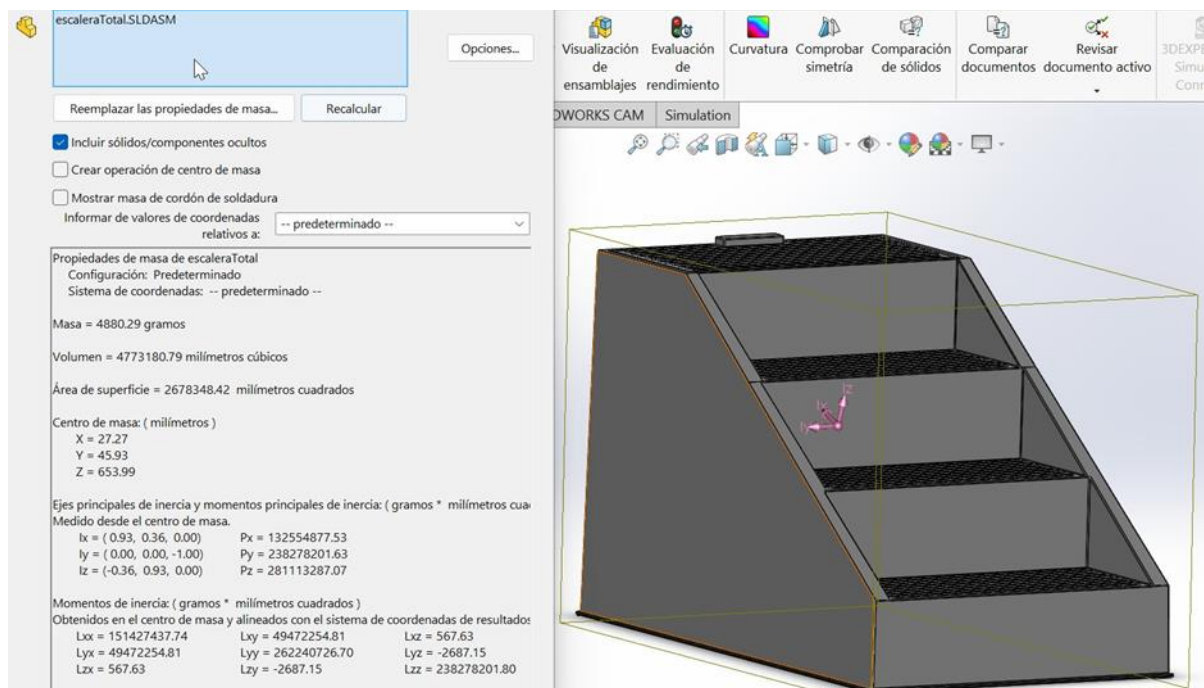 escaleraTotal.SLDASM
Opciones...
Reemplazar las propiedades de masa...
Recalcular
Incluir sólidos/componentes ocultos
Crear operación de centro de masa
Mostrar masa de cordón de soldadura
Informar de valores de coordenadas
relativos a:
-- predeterminado --
Propiedades de masa de escaleraTotal
Configuración: Predeterminado
Sistema de coordenadas: -- predeterminado --
Masa = 4880.29 gramos
Volumen = 4773180.79 milímetros cúbicos
Área de superficie = 2678348.42 milímetros cuadrados
Centro de masa: ( milímetros )
X = 27.27
Y = 45.93
Z = 653.99
Ejes principales de inercia y momentos principales de inercia: ( gramos * milímetros
Medido desde el centro de masa.
Ix = ( 0.93, 0.36, 0.00) Px = 132554877.53
Iy = ( 0.00, 0.00, -1.00) Py = 238278201.63
Iz = (-0.36, 0.93, 0.00) Pz = 281113287.07
Momentos de inercia: ( gramos * milímetros cuadrados )
Obtenidos en el centro de masa y alineados con el sistema de coordenadas de resultados
Lxx = 151427437.74 Lxy = 49472254.81 Lxz = 567.63
Lyx = 49472254.81 Lyy = 262240726.70 Lyz = -2687.15
Lzx = 567.63 Lzy = -2687.15 Lzz = 238278201.80
Visualización
de
ensamblajes
Evaluación
de
rendimiento
Curvatura
Comprobar
simetría
Comparación
de sólidos
Comparar
documentos
Revisar
documento activo
Simulation
Iz
Ix
Iy